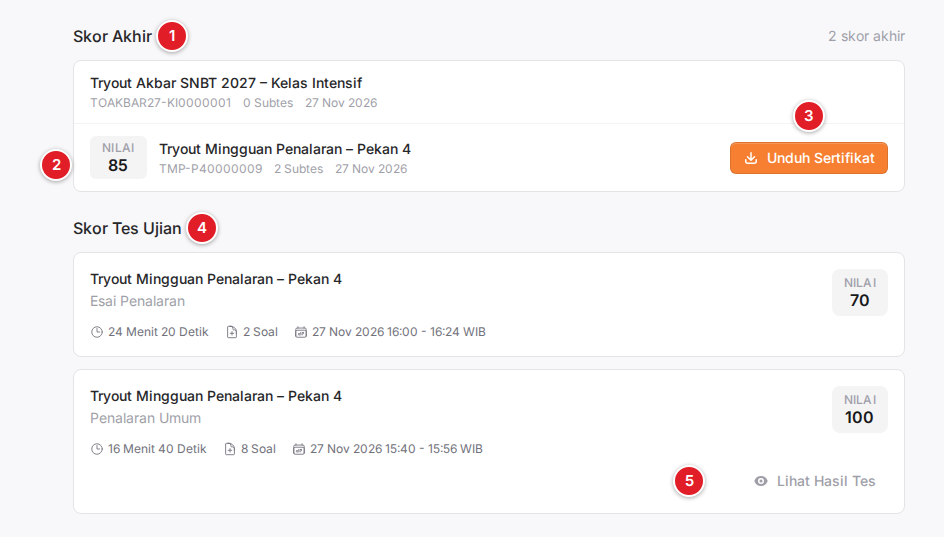 Skor Akhir 1
2 skor akhir
Tryout Akbar SNBT 2027 – Kelas Intensif
TOAKBAR27-KI0000001 0 Subtes 27 Nov 2026
3
2
NILAI
85
Tryout Mingguan Penalaran – Pekan 4
TMP-P40000009 2 Subtes 27 Nov 2026
Unduh Sertifikat
Skor Tes Ujian 4
Tryout Mingguan Penalaran – Pekan 4
Esai Penalaran
NILAI
70
24 Menit 20 Detik 2 Soal 27 Nov 2026 16:00 - 16:24 WIB
Tryout Mingguan Penalaran – Pekan 4
Penalaran Umum
NILAI
100
16 Menit 40 Detik 8 Soal 27 Nov 2026 15:40 - 15:56 WIB
5 Lihat Hasil Tes